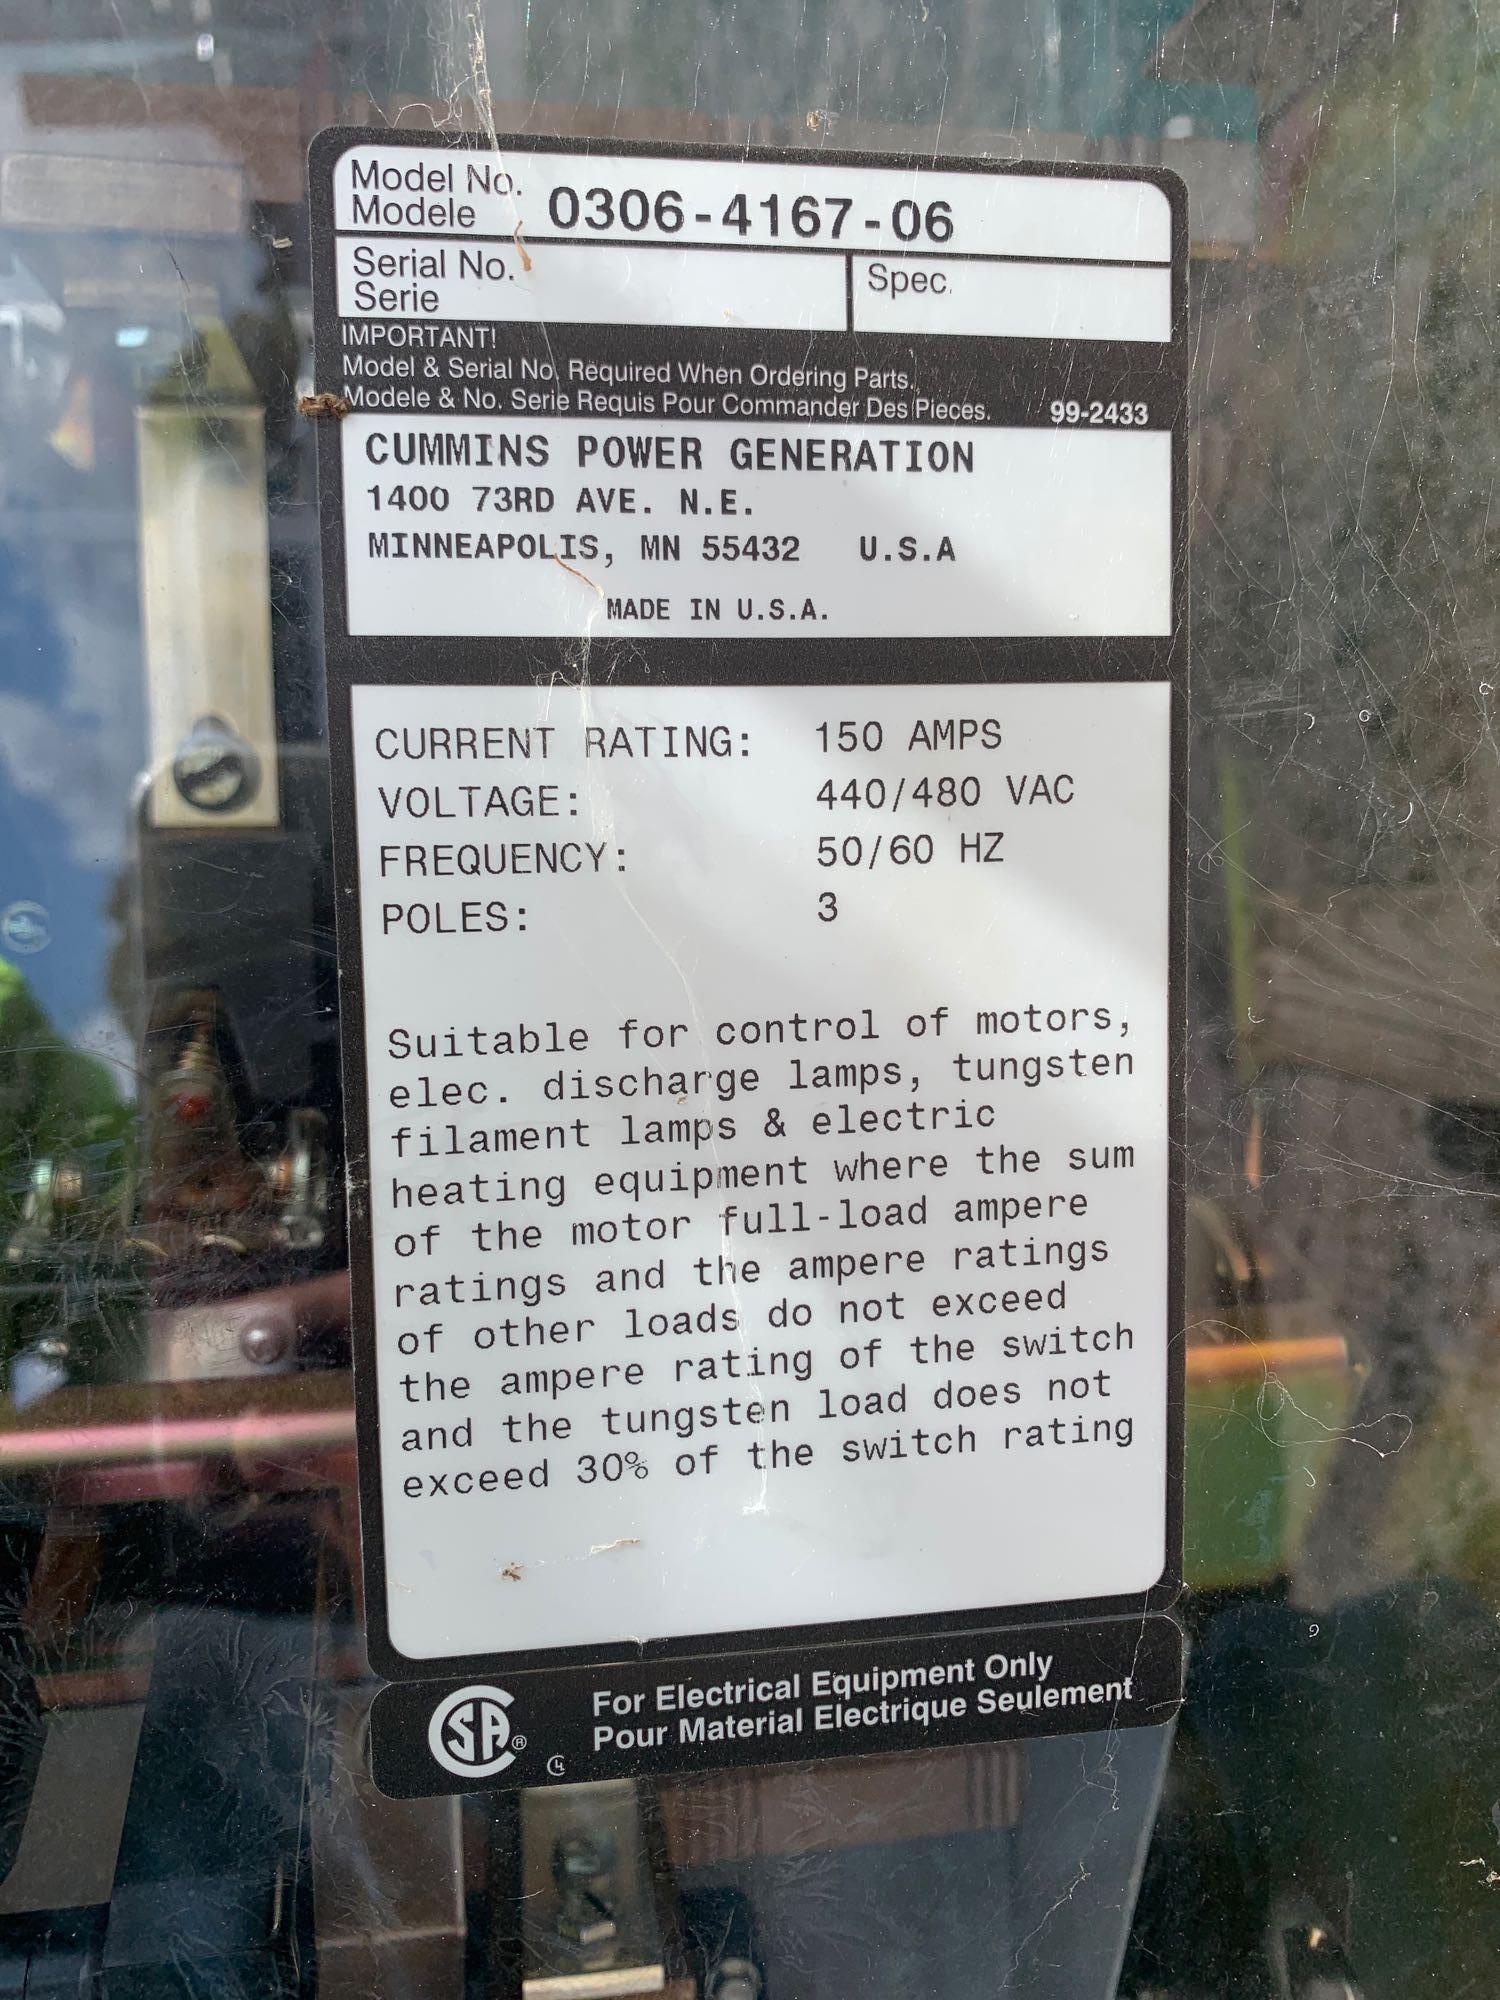 Model No.
Modele 0306-4167-06
Serial No.
Serie
Spec.
IMPORTANT!
Model & Serial No. Required When Ordering Parts.
Modele & No. Serie Requis Pour Commander Des Pieces. 99-2433
CUMMINS POWER GENERATION
1400 73RD AVE. N.E.
MINNEAPOLIS, MN 55432 U.S.A
MADE IN U.S.A.
CURRENT RATING: 150 AMPS
VOLTAGE: 440/480 VAC
FREQUENCY: 50/60 HZ
POLES: 3
Suitable for control of motors,
elec. discharge lamps, tungsten
filament lamps & electric
heating equipment where the sum
of the motor full-load ampere
ratings and the ampere ratings
of other loads do not exceed
the ampere rating of the switch
and the tungsten load does not
exceed 30% of the switch rating
SA®
For Electrical Equipment Only
Pour Material Electrique Seulement